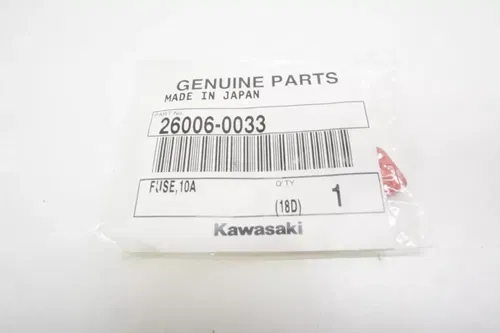 GENUINE PARTS
MADE IN JAPAN
PART No.
26006-0033
FUSE,10A
Q'TY
(18D) 1
Kawasaki